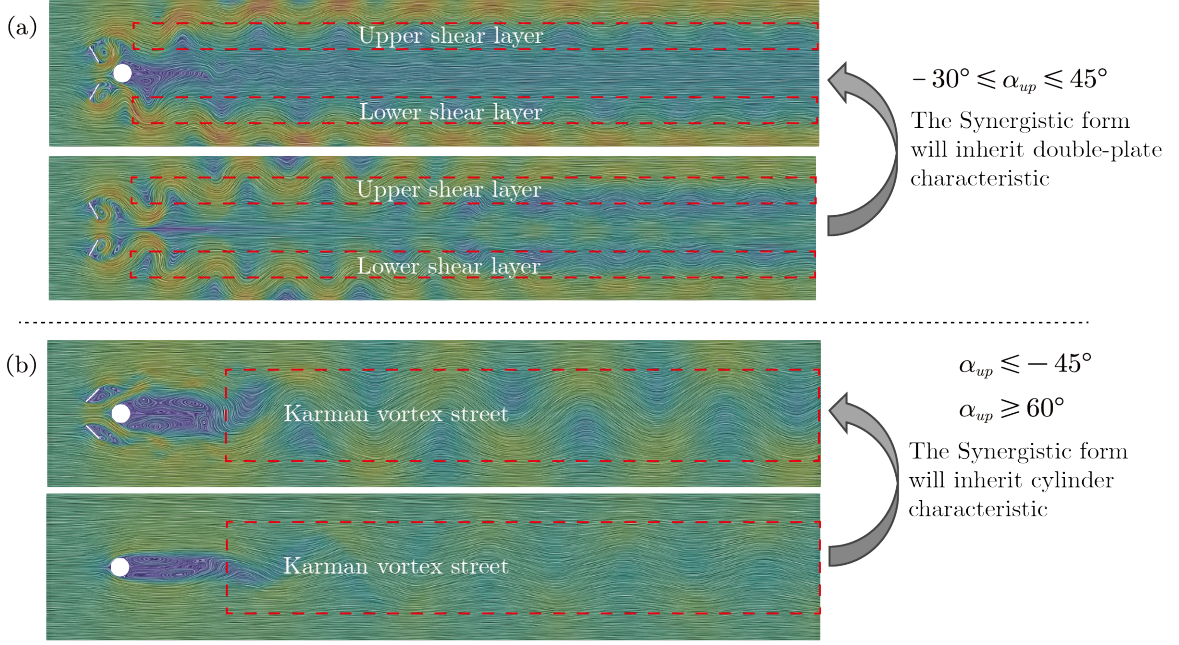 (a)
Upper shear layer
Lower shear layer
Upper shear layer
Lower shear layer
− 30° ⩽ α_up ⩽ 45°
The Synergistic form
will inherit double-plate
characteristic
(b)
Karman vortex street
Karman vortex street
α_up ⩽ − 45°
α_up ⩾ 60°
The Synergistic form
will inherit cylinder
characteristic